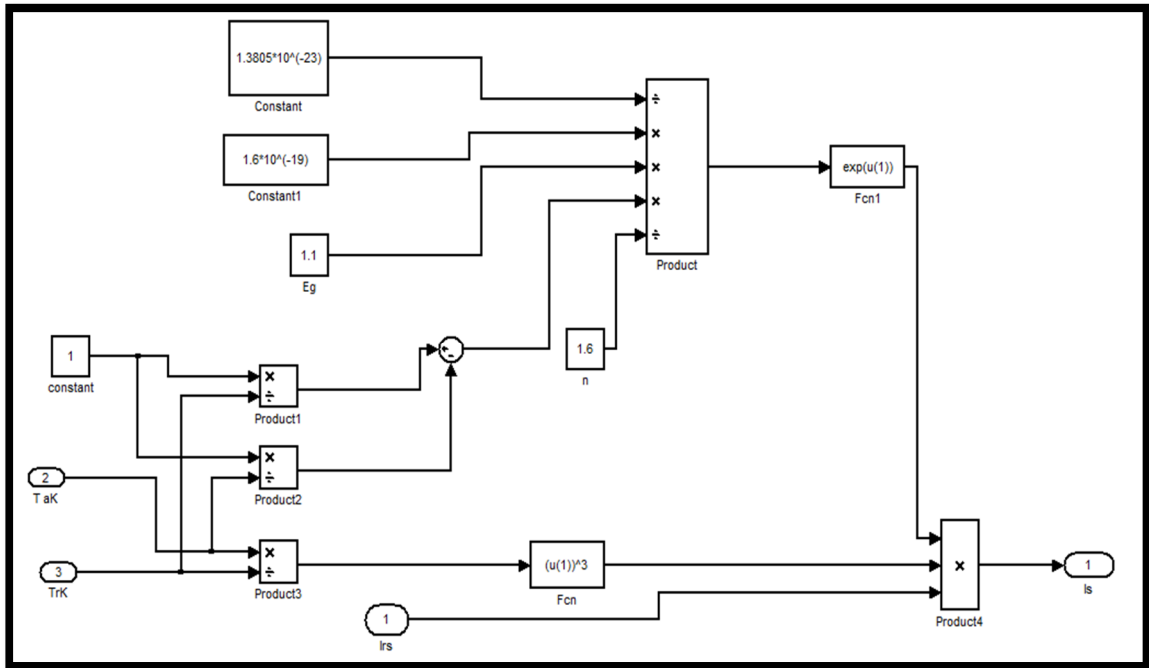 1.3805*10^(-23)
Constant
1.6*10^(-19)
Constant1
1.1
Eg
÷
×
×
×
÷
Product
exp(u(1))
Fcn1
1.6
n
1
constant
×
÷
Product1
+
-
×
÷
Product2
2
T aK
×
÷
Product3
3
TrK
(u(1))^3
Fcn
1
Irs
×
Product4
1
Is